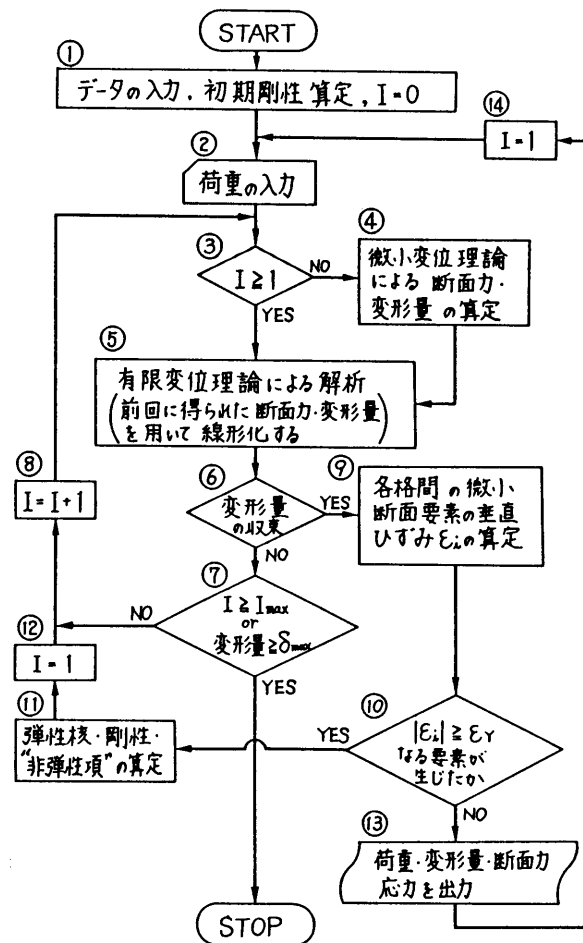 START
①
データの入力, 初期剛性算定, I=0
⑭
I=1
②
荷重の入力
③
I≧1
NO
YES
④
微小変位理論
による 断面力・
変形量 の算定
⑤
有限変位理論による解析
(前回に得られた断面力・変形量
を用いて 線形化する)
⑥
変形量
の収束
YES
NO
⑨
各格間 の微小
断面要素の垂直
ひずみεiの算定
⑧
I=I+1
⑦
I≧Imax
or
変形量≧δmax
NO
YES
⑫
I=1
⑪
弾性核・剛性・
"非弾性項"の算定
⑩
|εi|≧εY
なる要素が
生じたか
YES
NO
⑬
荷重・変形量・断面力
応力を出力
STOP